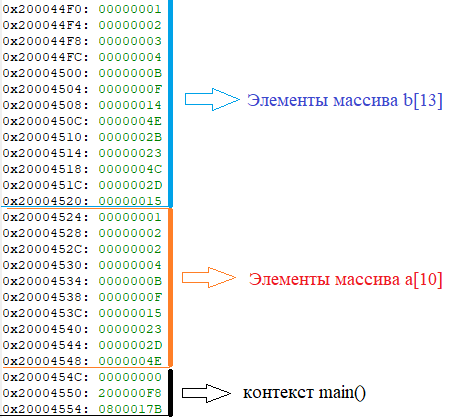 0x200044F0: 00000001
0x200044F4: 00000002
0x200044F8: 00000003
0x200044FC: 00000004
0x20004500: 0000000B
0x20004504: 0000000F
0x20004508: 00000014
0x2000450C: 0000004E
0x20004510: 0000002B
0x20004514: 00000023
0x20004518: 0000004C
0x2000451C: 0000002D
0x20004520: 00000015
Элементы массива b[13]
0x20004524: 00000001
0x20004528: 00000002
0x2000452C: 00000002
0x20004530: 00000004
0x20004534: 0000000B
0x20004538: 0000000F
0x2000453C: 00000015
0x20004540: 00000023
0x20004544: 0000002D
0x20004548: 0000004E
Элементы массива a[10]
0x2000454C: 00000000
0x20004550: 200000F8
0x20004554: 0800017B
контекст main()